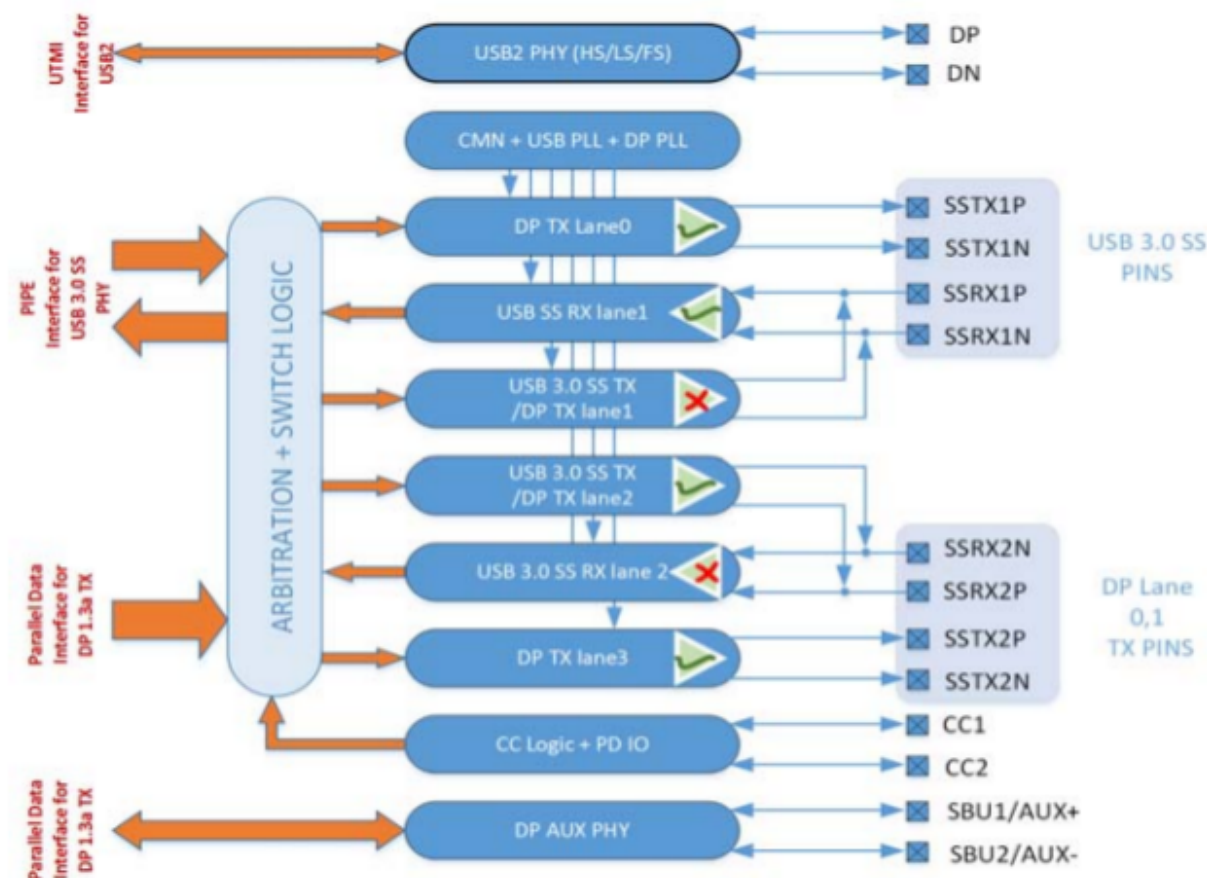 UTMI
Interface for
USB2
USB2 PHY (HS/LS/FS)
DP
DN
CMN + USB PLL + DP PLL
PIPE
Interface for
USB 3.0 SS
PHY
ARBITRATION + SWITCH LOGIC
DP TX Lane0
SSTX1P
SSTX1N
USB SS RX lane1
SSRX1P
SSRX1N
USB 3.0 SS
PINS
USB 3.0 SS TX
/DP TX lane1
USB 3.0 SS TX
/DP TX lane2
Parallel Data
Interface for
DP 1.3a TX
USB 3.0 SS RX lane 2
SSRX2N
SSRX2P
DP TX lane3
SSTX2P
SSTX2N
DP Lane
0,1
TX PINS
CC Logic + PD IO
CC1
CC2
Parallel Data
Interface for
DP 1.3a TX
DP AUX PHY
SBU1/AUX+
SBU2/AUX-